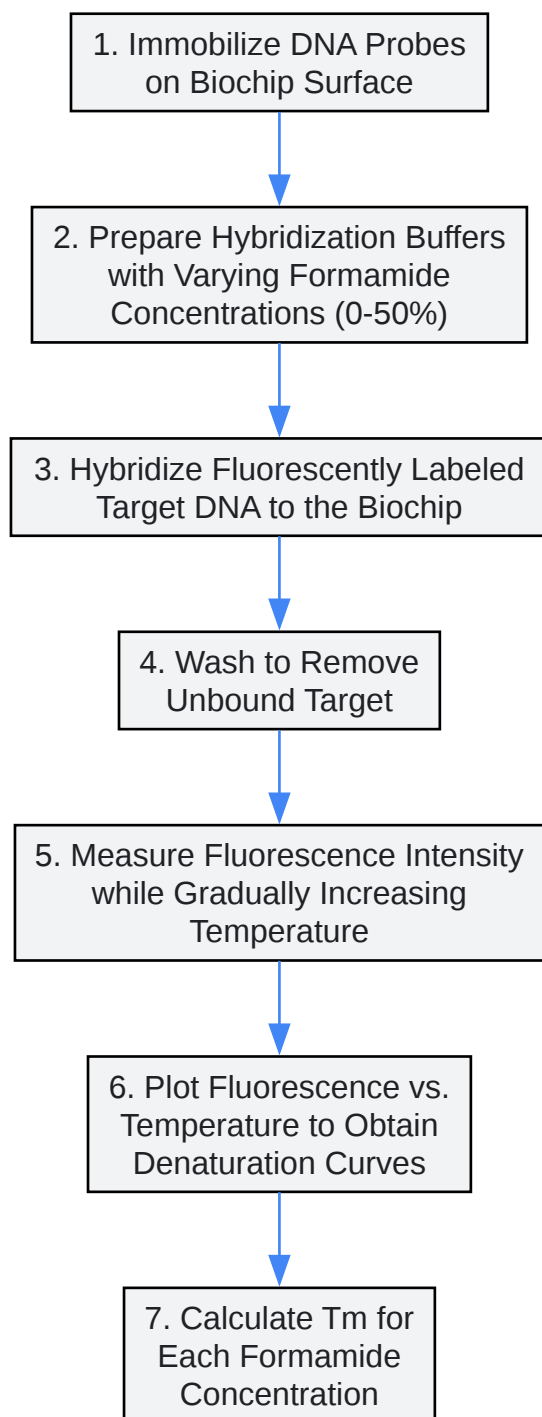 1. Immobilize DNA Probes
on Biochip Surface
2. Prepare Hybridization Buffers
with Varying Formamide
Concentrations (0-50%)
3. Hybridize Fluorescently Labeled
Target DNA to the Biochip
4. Wash to Remove
Unbound Target
5. Measure Fluorescence Intensity
while Gradually Increasing
Temperature
6. Plot Fluorescence vs.
Temperature to Obtain
Denaturation Curves
7. Calculate Tm for
Each Formamide
Concentration